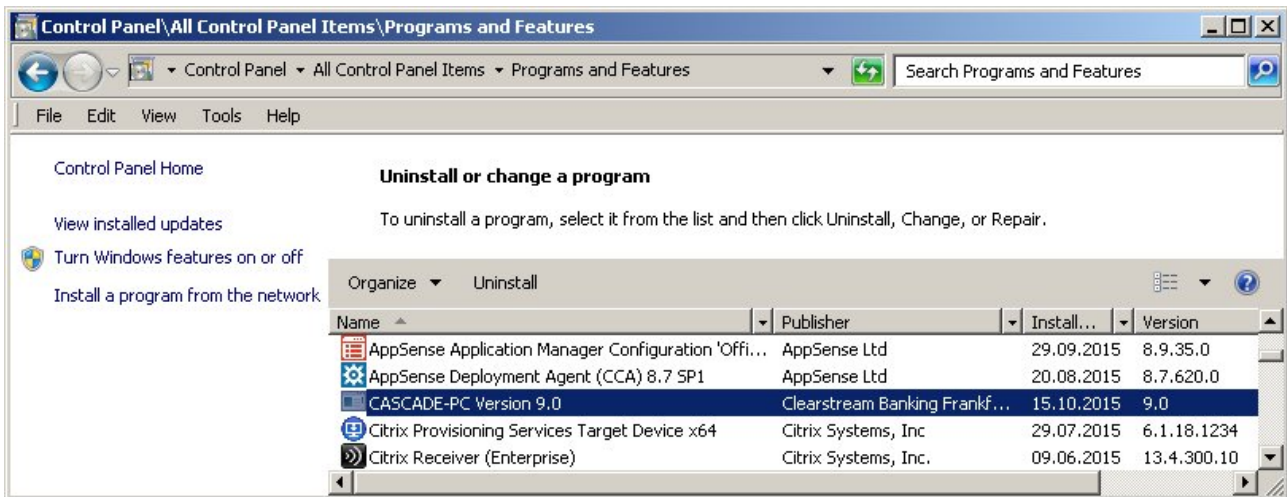 Control Panel\All Control Panel Items\Programs and Features
Control Panel All Control Panel Items Programs and Features Search Programs and Features
File Edit View Tools Help
Control Panel Home
Uninstall or change a program
View installed updates
To uninstall a program, select it from the list and then click Uninstall, Change, or Repair.
Turn Windows features on or off
Install a program from the network
Organize Uninstall
Name Publisher Install... Version
AppSense Application Manager Configuration 'Offi... AppSense Ltd 29.09.2015 8.9.35.0
AppSense Deployment Agent (CCA) 8.7 SP1 AppSense Ltd 20.08.2015 8.7.620.0
CASCADE-PC Version 9.0 Clearstream Banking Frankf... 15.10.2015 9.0
Citrix Provisioning Services Target Device x64 Citrix Systems, Inc 29.07.2015 6.1.18.1234
Citrix Receiver (Enterprise) Citrix Systems, Inc. 09.06.2015 13.4.300.10